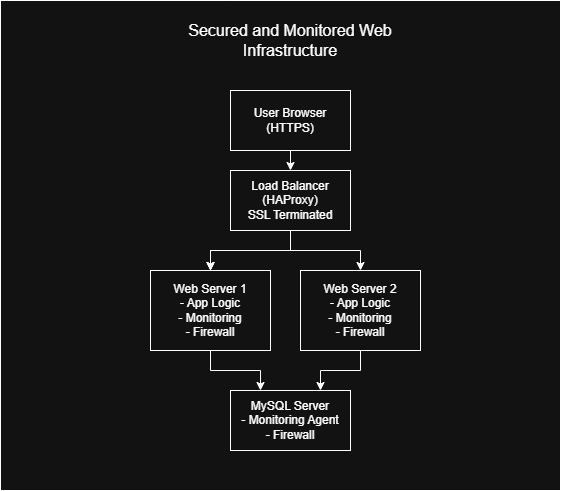 Secured and Monitored Web
Infrastructure
User Browser
(HTTPS)
Load Balancer
(HAProxy)
SSL Terminated
Web Server 1
- App Logic
- Monitoring
- Firewall
Web Server 2
- App Logic
- Monitoring
- Firewall
MySQL Server
- Monitoring Agent
- Firewall